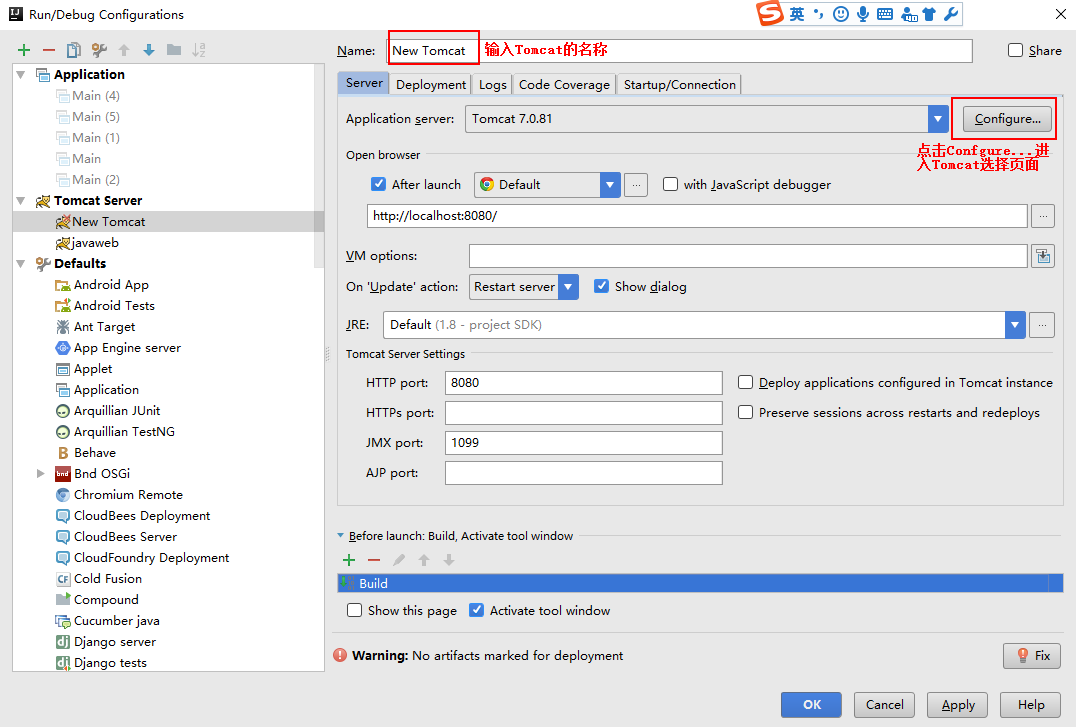 Run/Debug Configurations
英
Name: New Tomcat 输入Tomcat的名称
Share
Application
Main (4)
Main (5)
Main (1)
Main
Main (2)
Tomcat Server
New Tomcat
javaweb
Defaults
Android App
Android Tests
Ant Target
App Engine server
Applet
Application
Arquillian JUnit
Arquillian TestNG
Behave
Bnd OSGi
Chromium Remote
CloudBees Deployment
CloudBees Server
CloudFoundry Deployment
Cold Fusion
Compound
Cucumber java
Django server
Django tests
Server Deployment Logs Code Coverage Startup/Connection
Application server: Tomcat 7.0.81 Configure...
点击Confgure...进
入Tomcat选择页面
Open browser
After launch Default ... with JavaScript debugger
http://localhost:8080/ ...
VM options:
On 'Update' action: Restart server Show dialog
JRE: Default (1.8 - project SDK) ...
Tomcat Server Settings
HTTP port: 8080 Deploy applications configured in Tomcat instance
HTTPs port: Preserve sessions across restarts and redeploys
JMX port: 1099
AJP port:
Before launch: Build, Activate tool window
Build
Show this page Activate tool window
Warning: No artifacts marked for deployment Fix
OK Cancel Apply Help